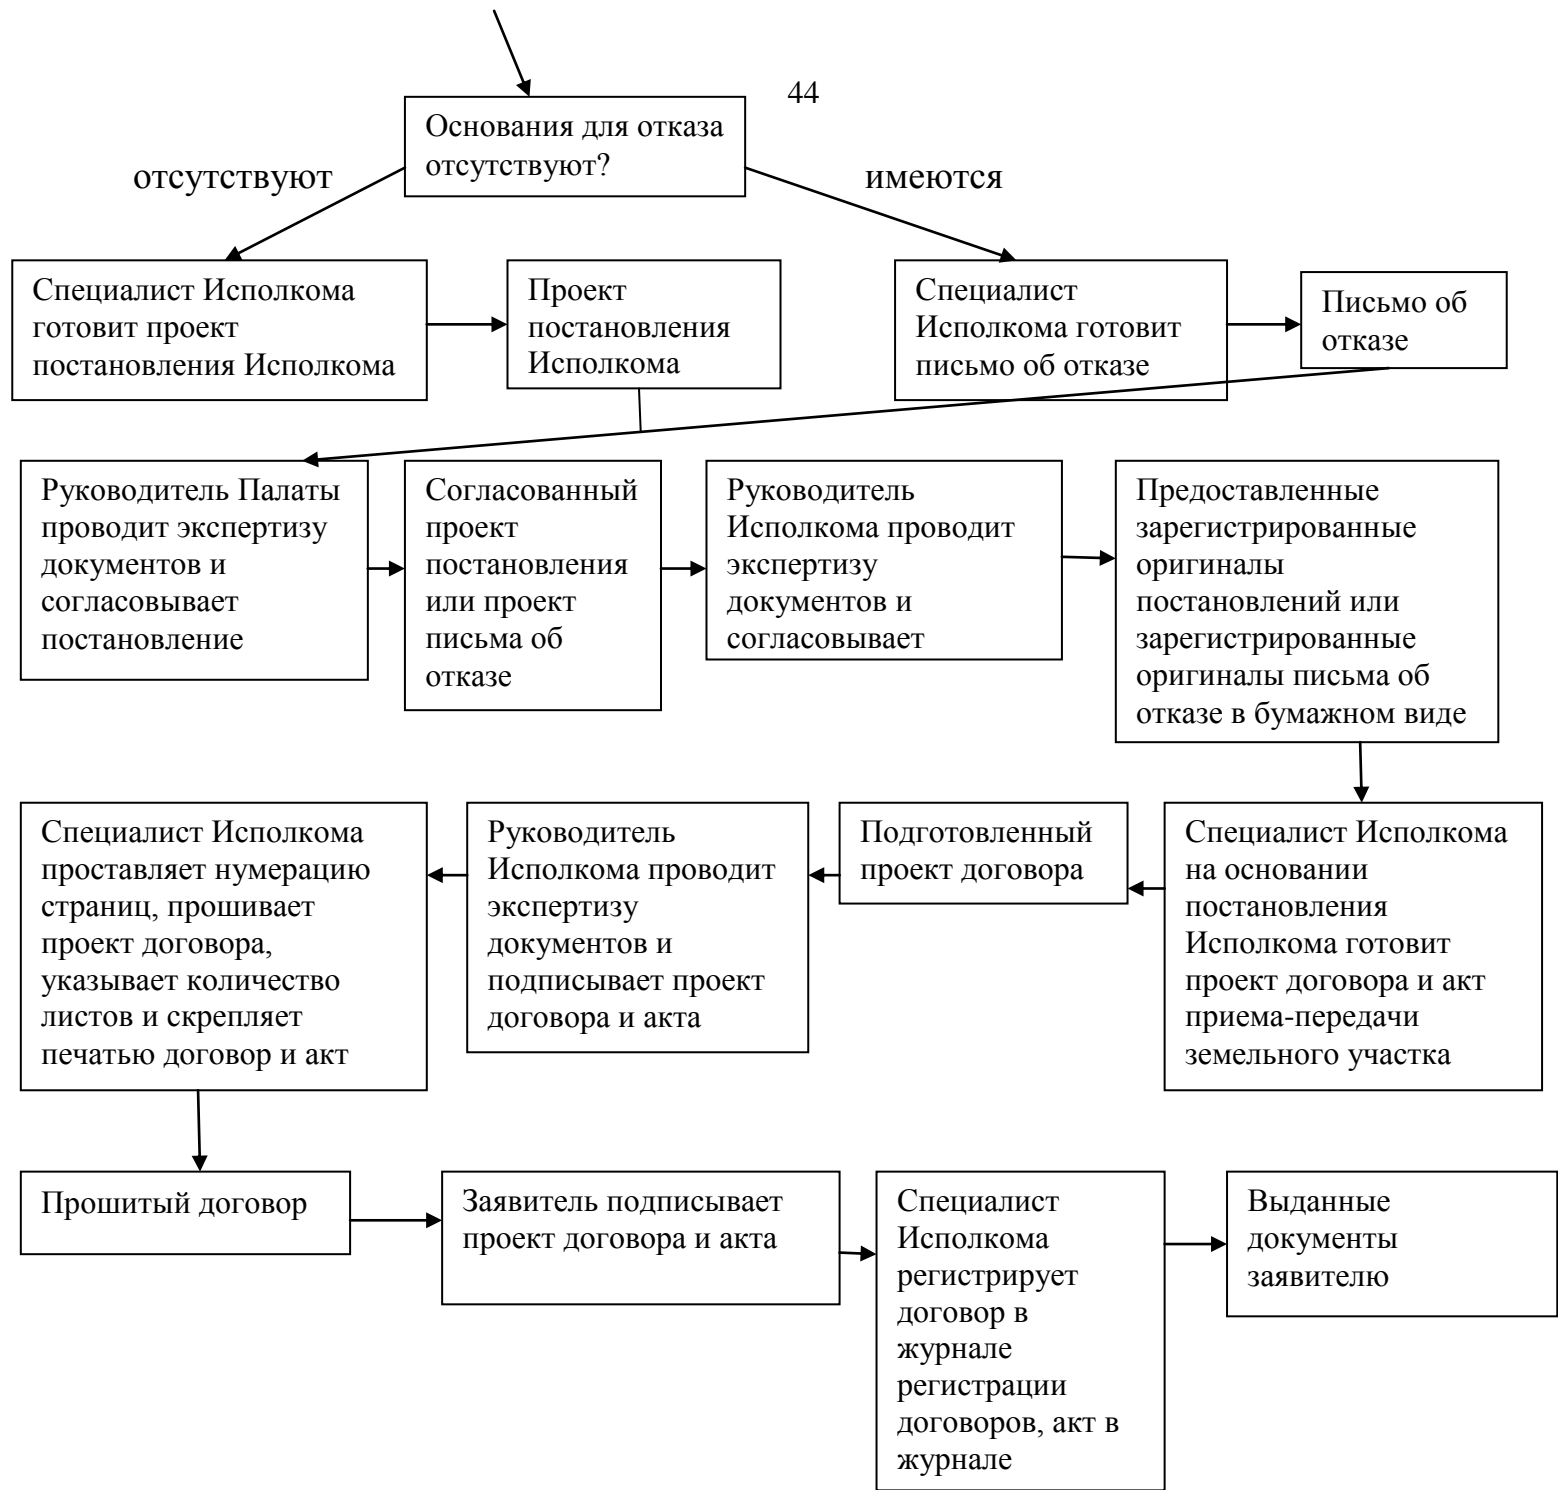 44
Основания для отказа
отсутствуют?
отсутствуют
имеются
Специалист Исполкома
готовит проект
постановления Исполкома
Проект
постановления
Исполкома
Специалист
Исполкома готовит
письмо об отказе
Письмо об
отказе
Руководитель Палаты
проводит экспертизу
документов и
согласовывает
постановление
Согласованный
проект
постановления
или проект
письма об
отказе
Руководитель
Исполкома проводит
экспертизу
документов и
согласовывает
Предоставленные
зарегистрированные
оригиналы
постановлений или
зарегистрированные
оригиналы письма об
отказе в бумажном виде
Специалист Исполкома
проставляет нумерацию
страниц, прошивает
проект договора,
указывает количество
листов и скрепляет
печатью договор и акт
Руководитель
Исполкома проводит
экспертизу
документов и
подписывает проект
договора и акта
Подготовленный
проект договора
Специалист Исполкома
на основании
постановления
Исполкома готовит
проект договора и акт
приема-передачи
земельного участка
Прошитый договор
Заявитель подписывает
проект договора и акта
Специалист
Исполкома
регистрирует
договор в
журнале
регистрации
договоров, акт в
журнале
Выданные
документы
заявителю